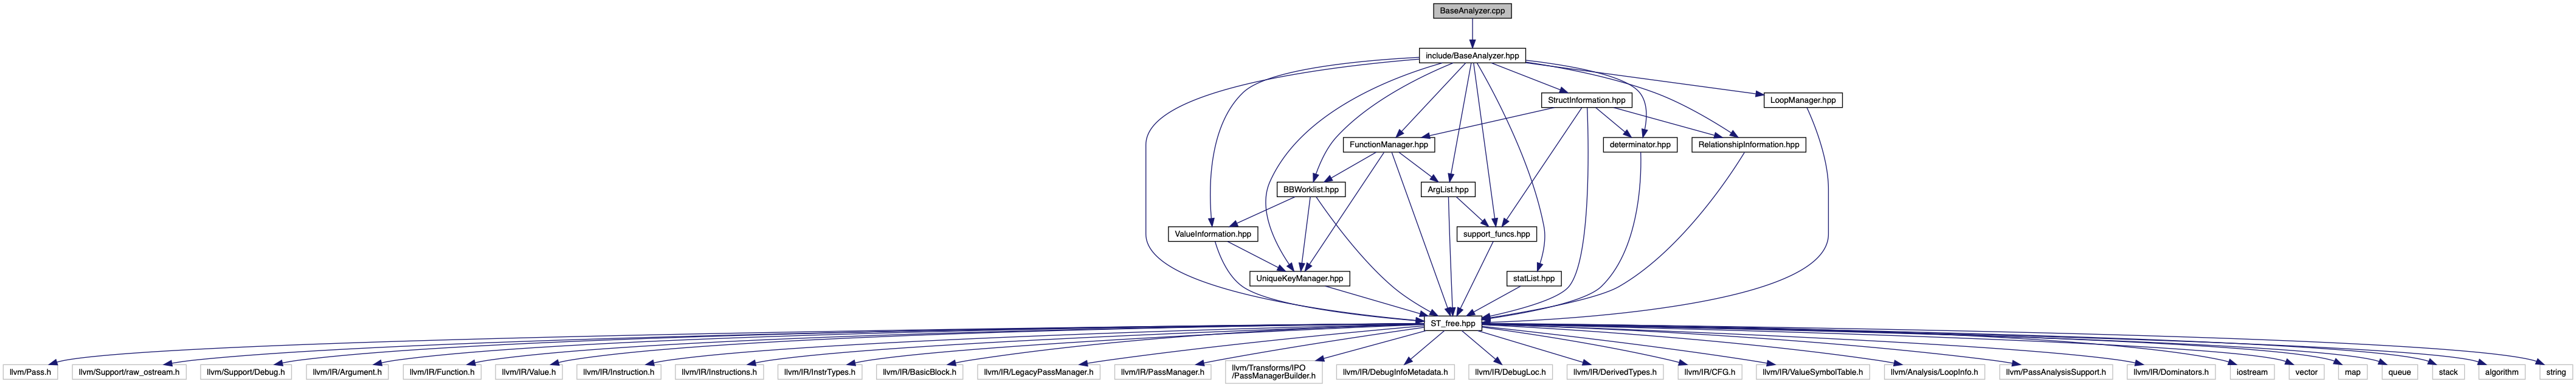 BaseAnalyzer.cpp
include/BaseAnalyzer.hpp
StructInformation.hpp
LoopManager.hpp
FunctionManager.hpp
determinator.hpp
RelationshipInformation.hpp
BBWorklist.hpp
ArgList.hpp
ValueInformation.hpp
support_funcs.hpp
UniqueKeyManager.hpp
statList.hpp
ST_free.hpp
llvm/Pass.h
llvm/Support/raw_ostream.h
llvm/Support/Debug.h
llvm/IR/Argument.h
llvm/IR/Function.h
llvm/IR/Value.h
llvm/IR/Instruction.h
llvm/IR/Instructions.h
llvm/IR/InstrTypes.h
llvm/IR/BasicBlock.h
llvm/IR/LegacyPassManager.h
llvm/IR/PassManager.h
llvm/Transforms/IPO
/PassManagerBuilder.h
llvm/IR/DebugInfoMetadata.h
llvm/IR/DebugLoc.h
llvm/IR/DerivedTypes.h
llvm/IR/CFG.h
llvm/IR/ValueSymbolTable.h
llvm/Analysis/LoopInfo.h
llvm/PassAnalysisSupport.h
llvm/IR/Dominators.h
iostream
vector
map
queue
stack
algorithm
string